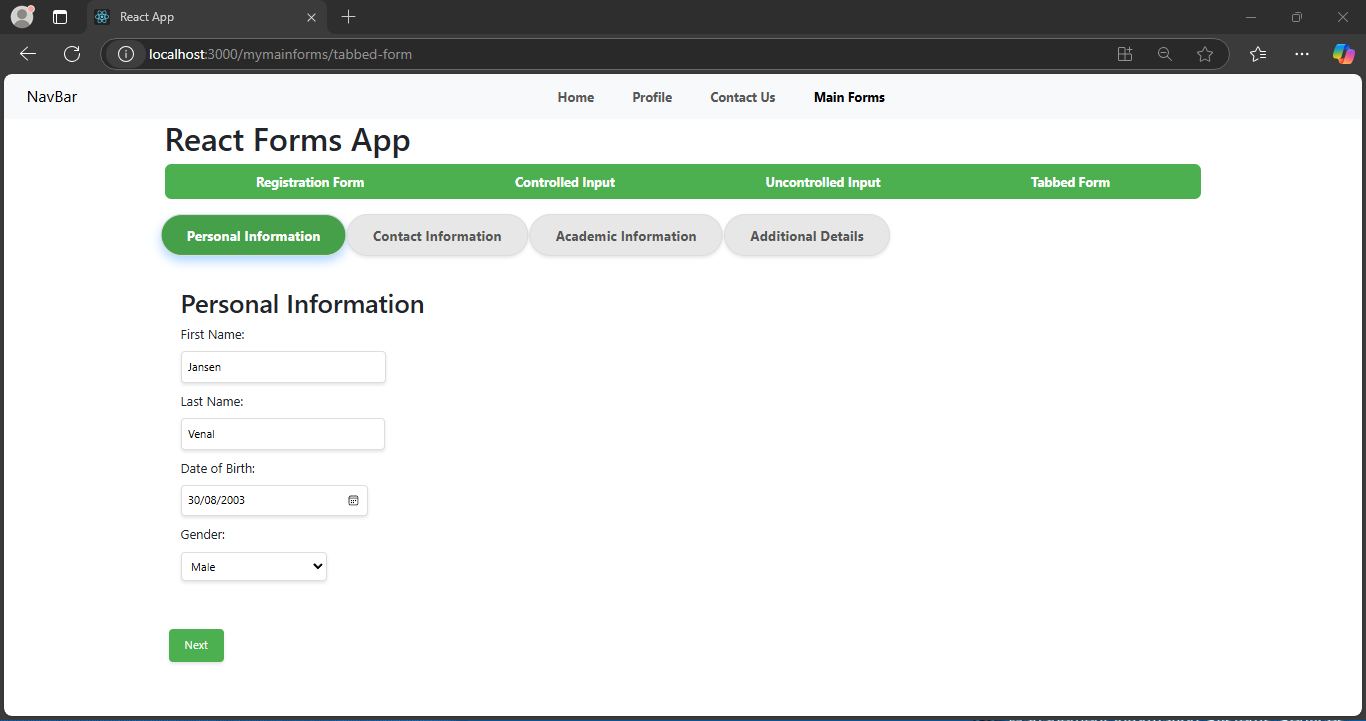 React App
localhost:3000/mymainforms/tabbed-form
NavBar Home Profile Contact Us Main Forms
React Forms App
Registration Form Controlled Input Uncontrolled Input Tabbed Form
Personal Information Contact Information Academic Information Additional Details
Personal Information
First Name:
Jansen
Last Name:
Venal
Date of Birth:
30/08/2003
Gender:
Male
Next